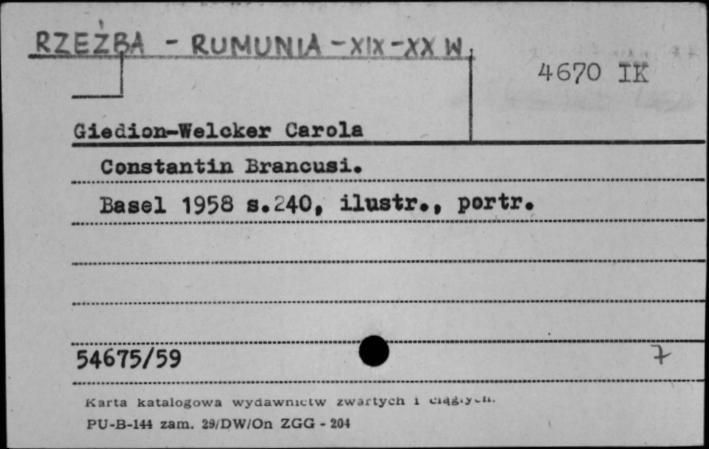 RZEŹBA - RUMUNIA - XIX-XX W.
4670 IK
Giedion-Welcker Carola
Constantin Brancusi.
Basel 1958 s.240, ilustr., portr.
54675/59
7
Karta katalogowa wydawnictw zwartych i ciągłych.
PU-B-144 zam. 29/DW/On ZGG - 204